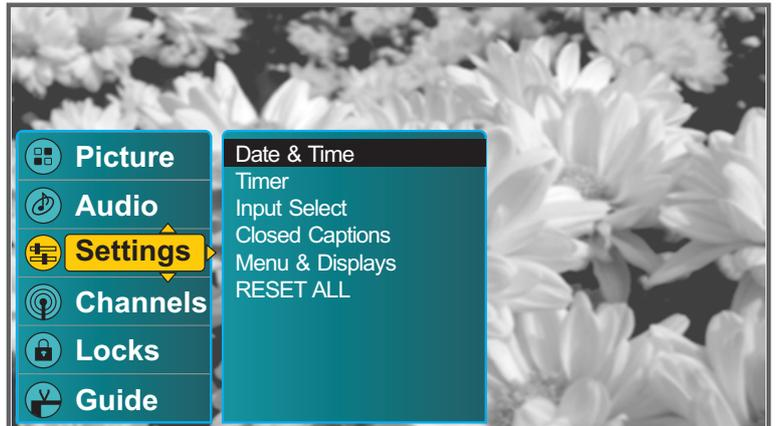 Picture
Audio
Settings
Channels
Locks
Guide
Date & Time
Timer
Input Select
Closed Captions
Menu & Displays
RESET ALL